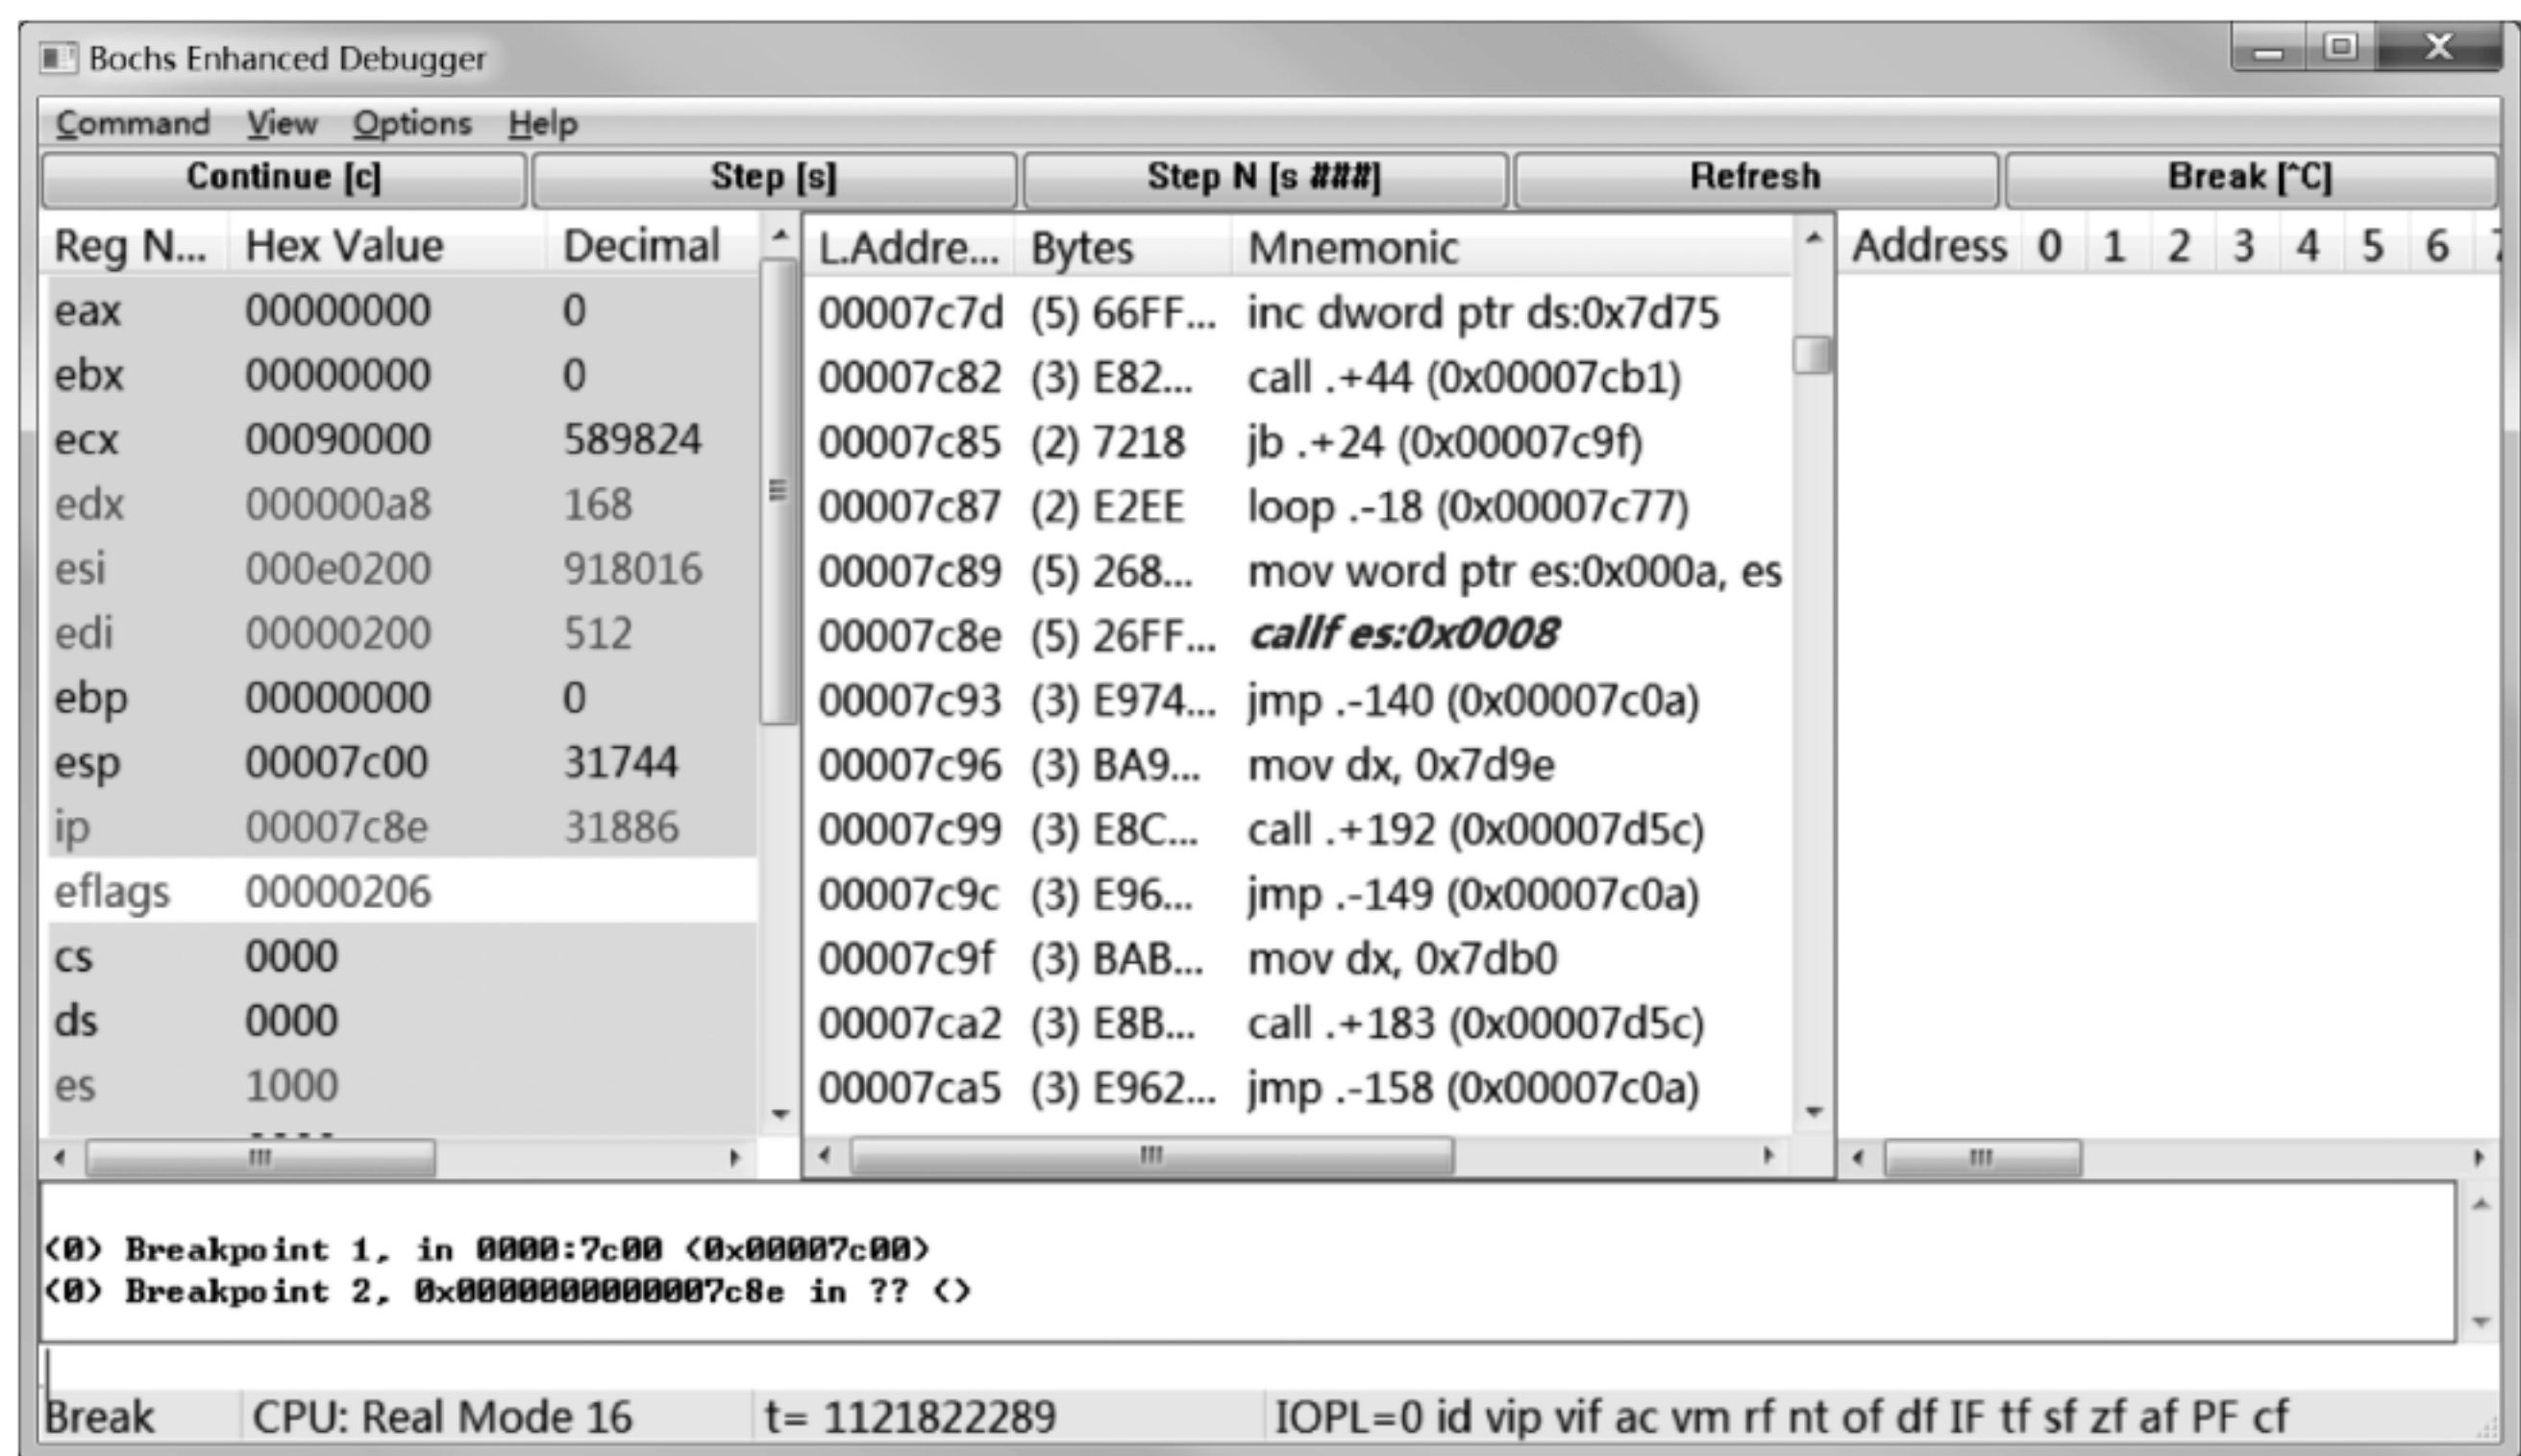 Bochs Enhanced Debugger
Command View Options Help
Continue [c] Step [s] Step N [s ###] Refresh Break [^C]
Reg N... Hex Value Decimal
eax 00000000 0
ebx 00000000 0
ecx 00090000 589824
edx 000000a8 168
esi 000e0200 918016
edi 00000200 512
ebp 00000000 0
esp 00007c00 31744
ip 00007c8e 31886
eflags 00000206
cs 0000
ds 0000
es 1000
L.Addre... Bytes Mnemonic
00007c7d (5) 66FF... inc dword ptr ds:0x7d75
00007c82 (3) E82... call .+44 (0x00007cb1)
00007c85 (2) 7218 jb .+24 (0x00007c9f)
00007c87 (2) E2EE loop .-18 (0x00007c77)
00007c89 (5) 268... mov word ptr es:0x000a, es
00007c8e (5) 26FF... callf es:0x0008
00007c93 (3) E974... jmp .-140 (0x00007c0a)
00007c96 (3) BA9... mov dx, 0x7d9e
00007c99 (3) E8C... call .+192 (0x00007d5c)
00007c9c (3) E96... jmp .-149 (0x00007c0a)
00007c9f (3) BAB... mov dx, 0x7db0
00007ca2 (3) E8B... call .+183 (0x00007d5c)
00007ca5 (3) E962... jmp .-158 (0x00007c0a)
Address 0 1 2 3 4 5 6
(0) Breakpoint 1, in 0000:7c00 (0x00007c00)
(0) Breakpoint 2, 0x0000000000007c8e in ?? ()
Break CPU: Real Mode 16 t= 1121822289 IOPL=0 id vip vif ac vm rf nt of df IF tf sf zf af PF cf